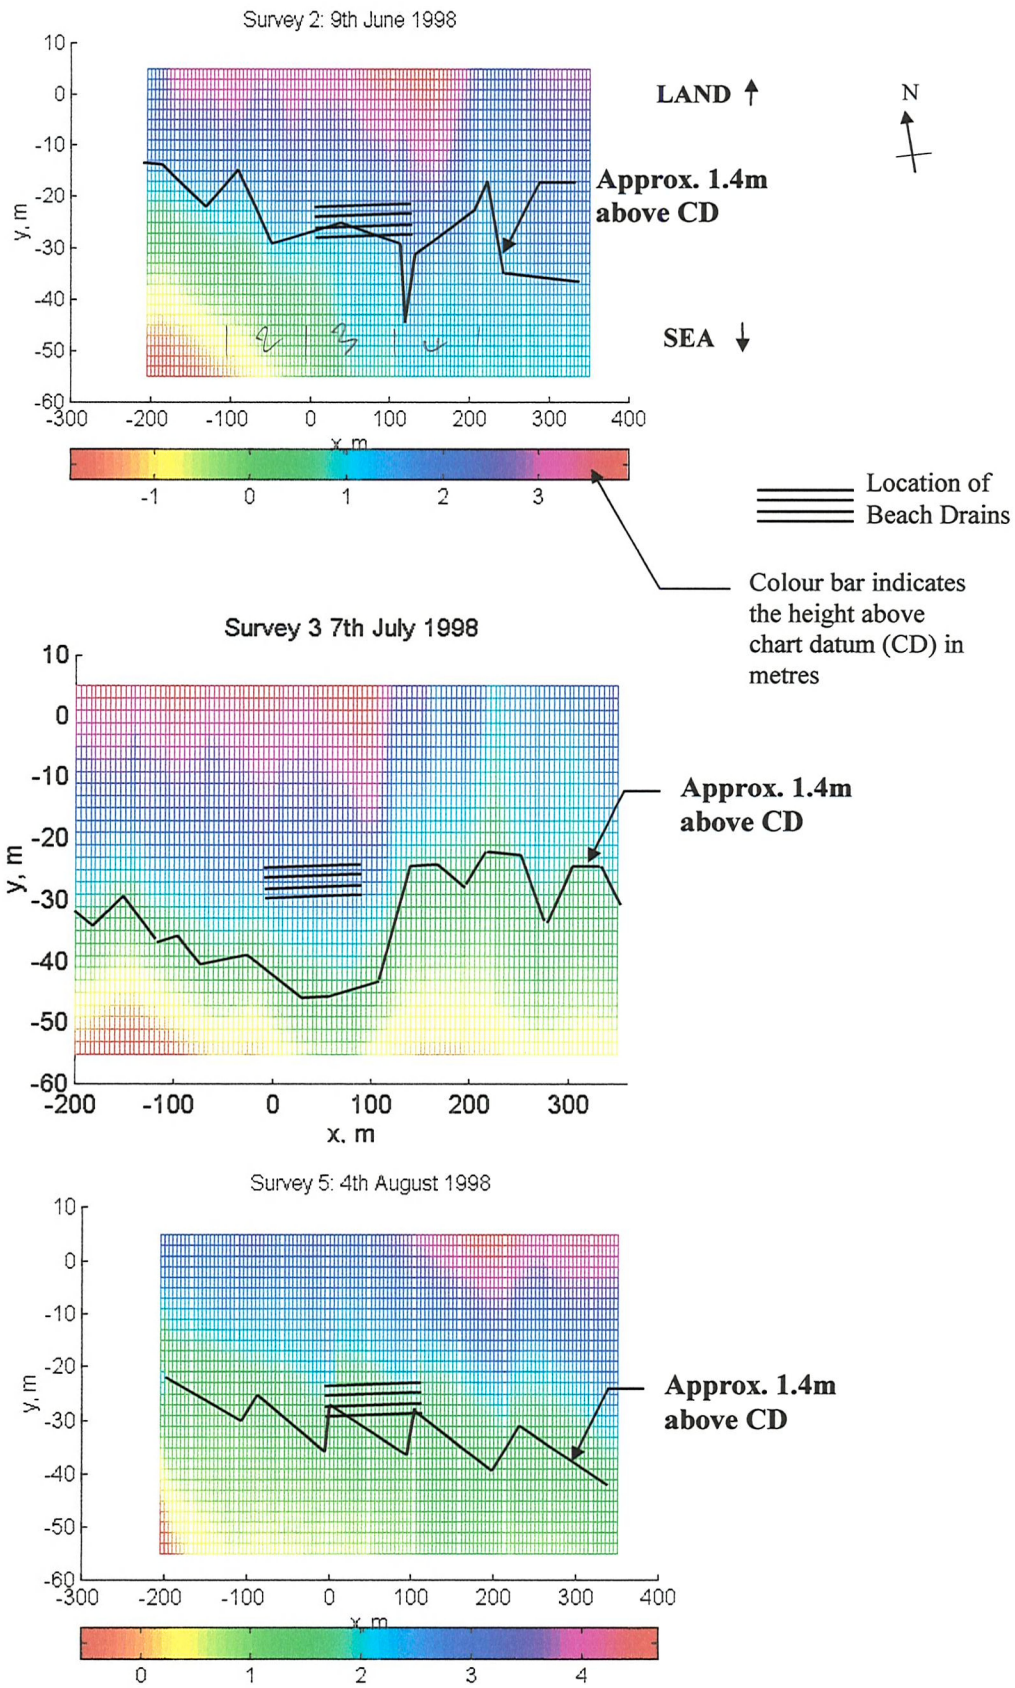 Survey 2: 9th June 1998
10
0
-10
-20
-30
-40
-50
-60
y, m
-300 -200 -100 0 100 200 300 400
x, m
2 3
-1 0 1 2 3
LAND
N
Approx. 1.4m
above CD
SEA
Location of
Beach Drains
Colour bar indicates
the height above
chart datum (CD) in
metres
Survey 3 7th July 1998
10
0
-10
-20
-30
-40
-50
-60
y, m
-200 -100 0 100 200 300
x, m
Approx. 1.4m
above CD
Survey 5: 4th August 1998
10
0
-10
-20
-30
-40
-50
-60
y, m
-300 -200 -100 0 100 200 300 400
x, m
0 1 2 3 4
Approx. 1.4m
above CD